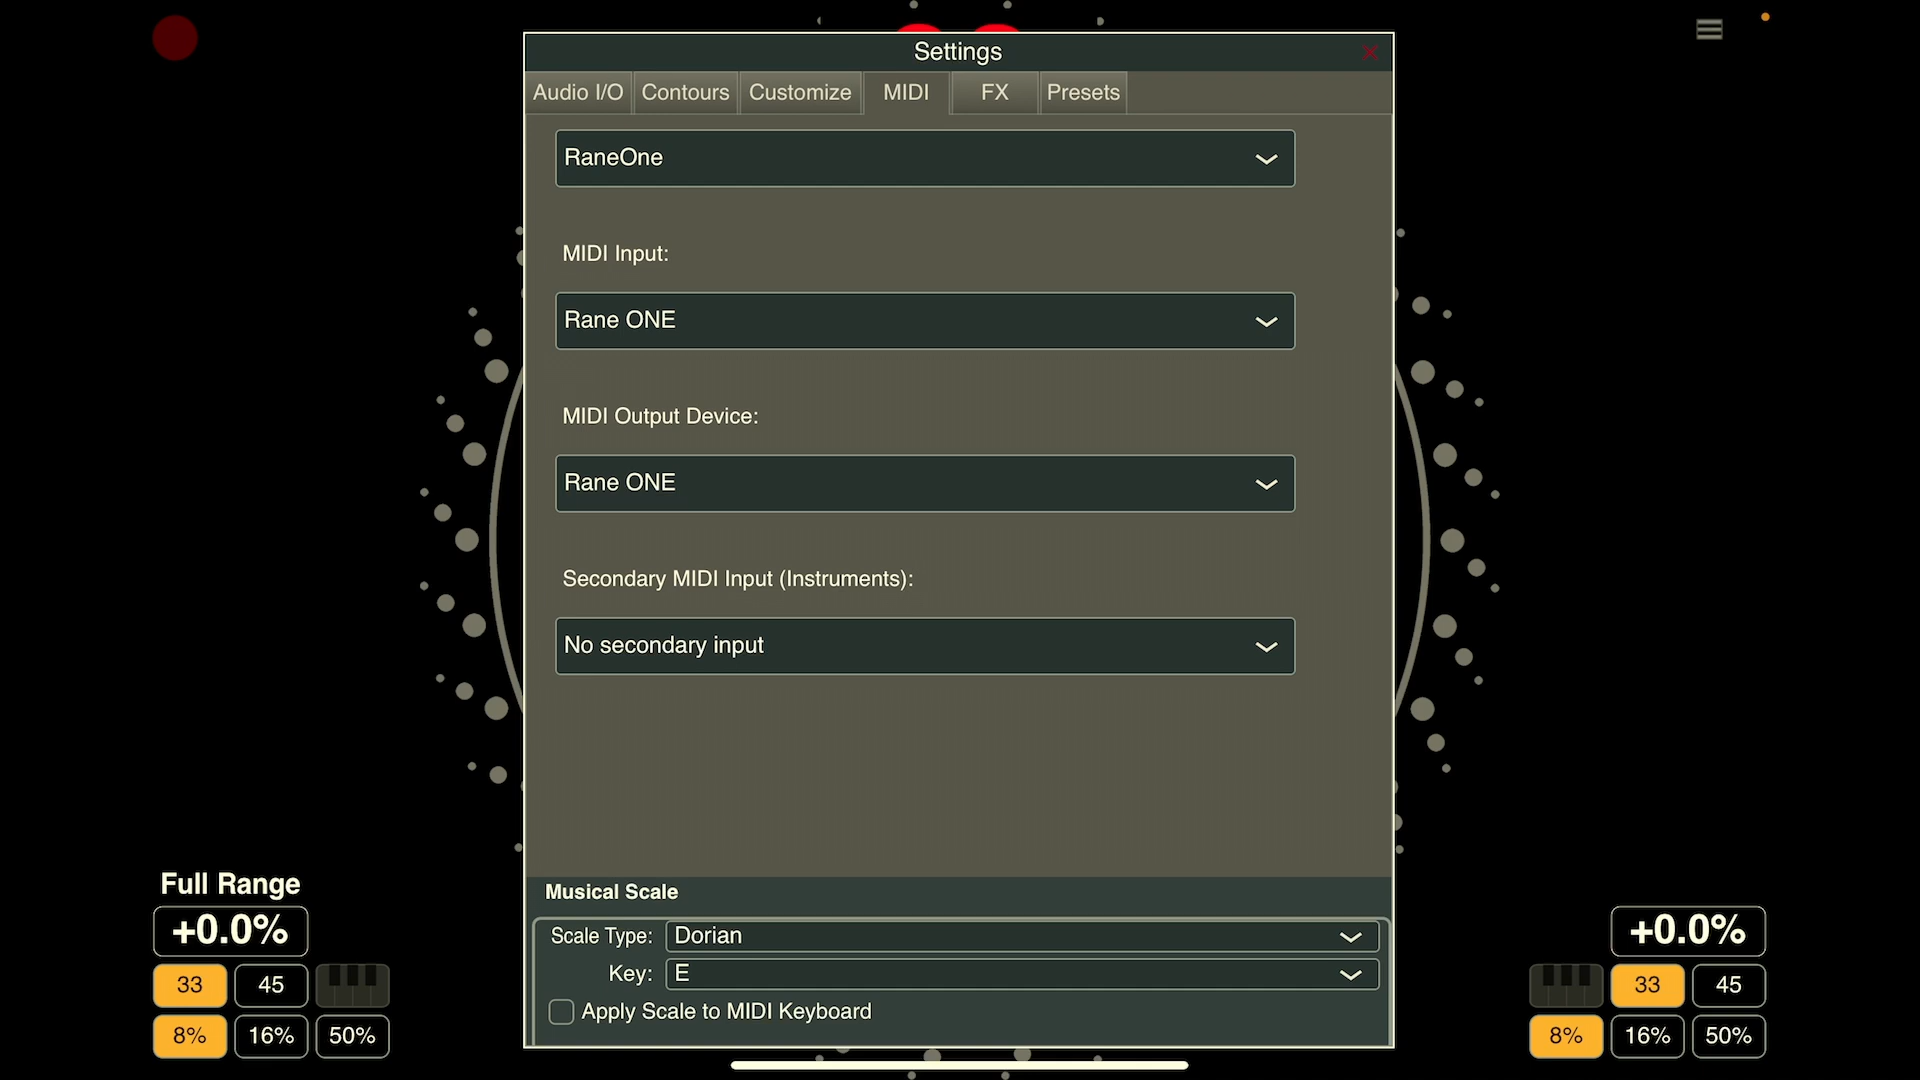 Settings
Audio I/O Contours Customize MIDI FX Presets
RaneOne
MIDI Input:
Rane ONE
MIDI Output Device:
Rane ONE
Secondary MIDI Input (Instruments):
No secondary input
Musical Scale
Scale Type: Dorian
Key: E
Apply Scale to MIDI Keyboard
Full Range
+0.0%
33 45
8% 16% 50%
+0.0%
33 45
8% 16% 50%